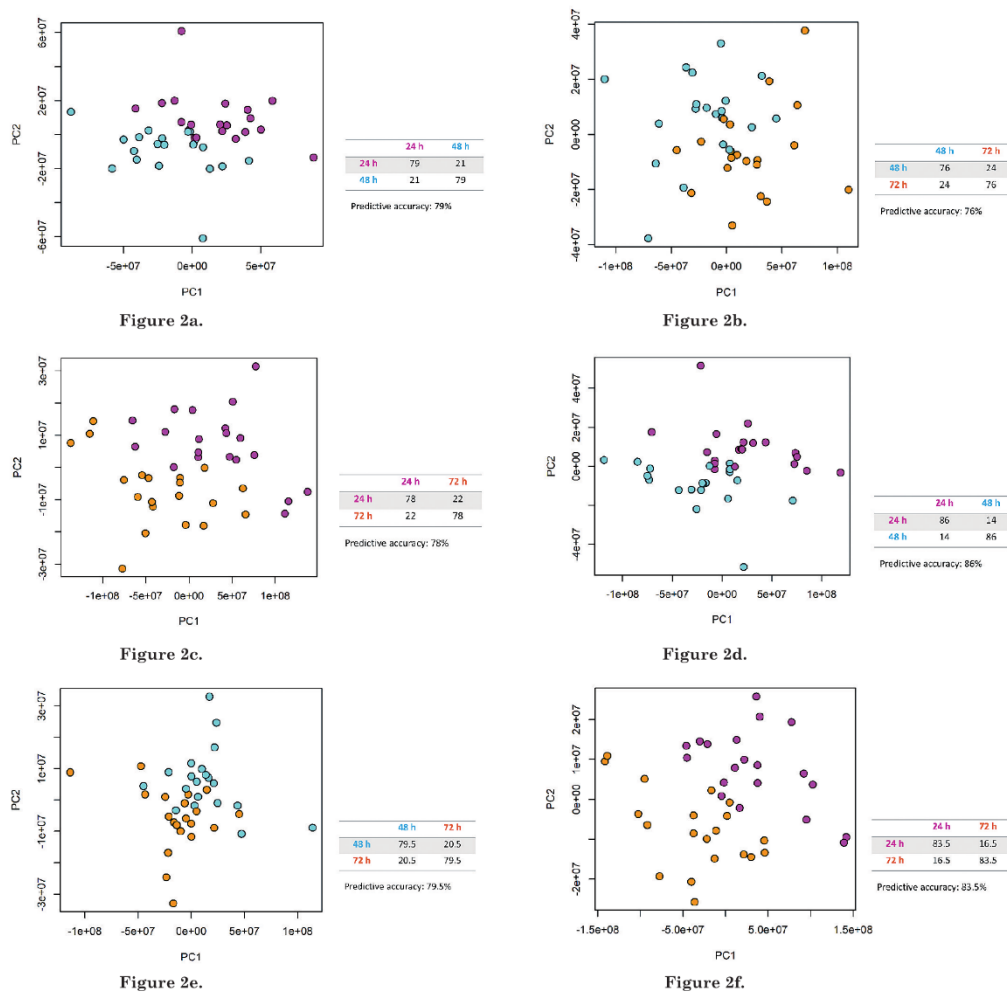 6e+07
2e+07
-2e+07
-6e+07
PC2
-5e+07 0e+00 5e+07
PC1
24 h 48 h
24 h 79 21
48 h 21 79
Predictive accuracy: 79%
Figure 2a.
4e+07
2e+07
0e+00
-2e+07
-4e+07
PC2
-1e+08 -5e+07 0e+00 5e+07 1e+08
PC1
48 h 72 h
48 h 76 24
72 h 24 76
Predictive accuracy: 76%
Figure 2b.
3e+07
1e+07
-1e+07
-3e+07
PC2
-1e+08 -5e+07 0e+00 5e+07 1e+08
PC1
24 h 72 h
24 h 78 22
72 h 22 78
Predictive accuracy: 78%
Figure 2c.
4e+07
2e+07
0e+00
-4e+07
PC2
-1e+08 -5e+07 0e+00 5e+07 1e+08
PC1
24 h 48 h
24 h 86 14
48 h 14 86
Predictive accuracy: 86%
Figure 2d.
3e+07
1e+07
-1e+07
-3e+07
PC2
-1e+08 -5e+07 0e+00 5e+07 1e+08
PC1
48 h 72 h
48 h 79.5 20.5
72 h 20.5 79.5
Predictive accuracy: 79.5%
Figure 2e.
2e+07
0e+00
-2e+07
PC2
-1.5e+08 -5.0e+07 5.0e+07 1.5e+08
PC1
24 h 72 h
24 h 83.5 16.5
72 h 16.5 83.5
Predictive accuracy: 83.5%
Figure 2f.